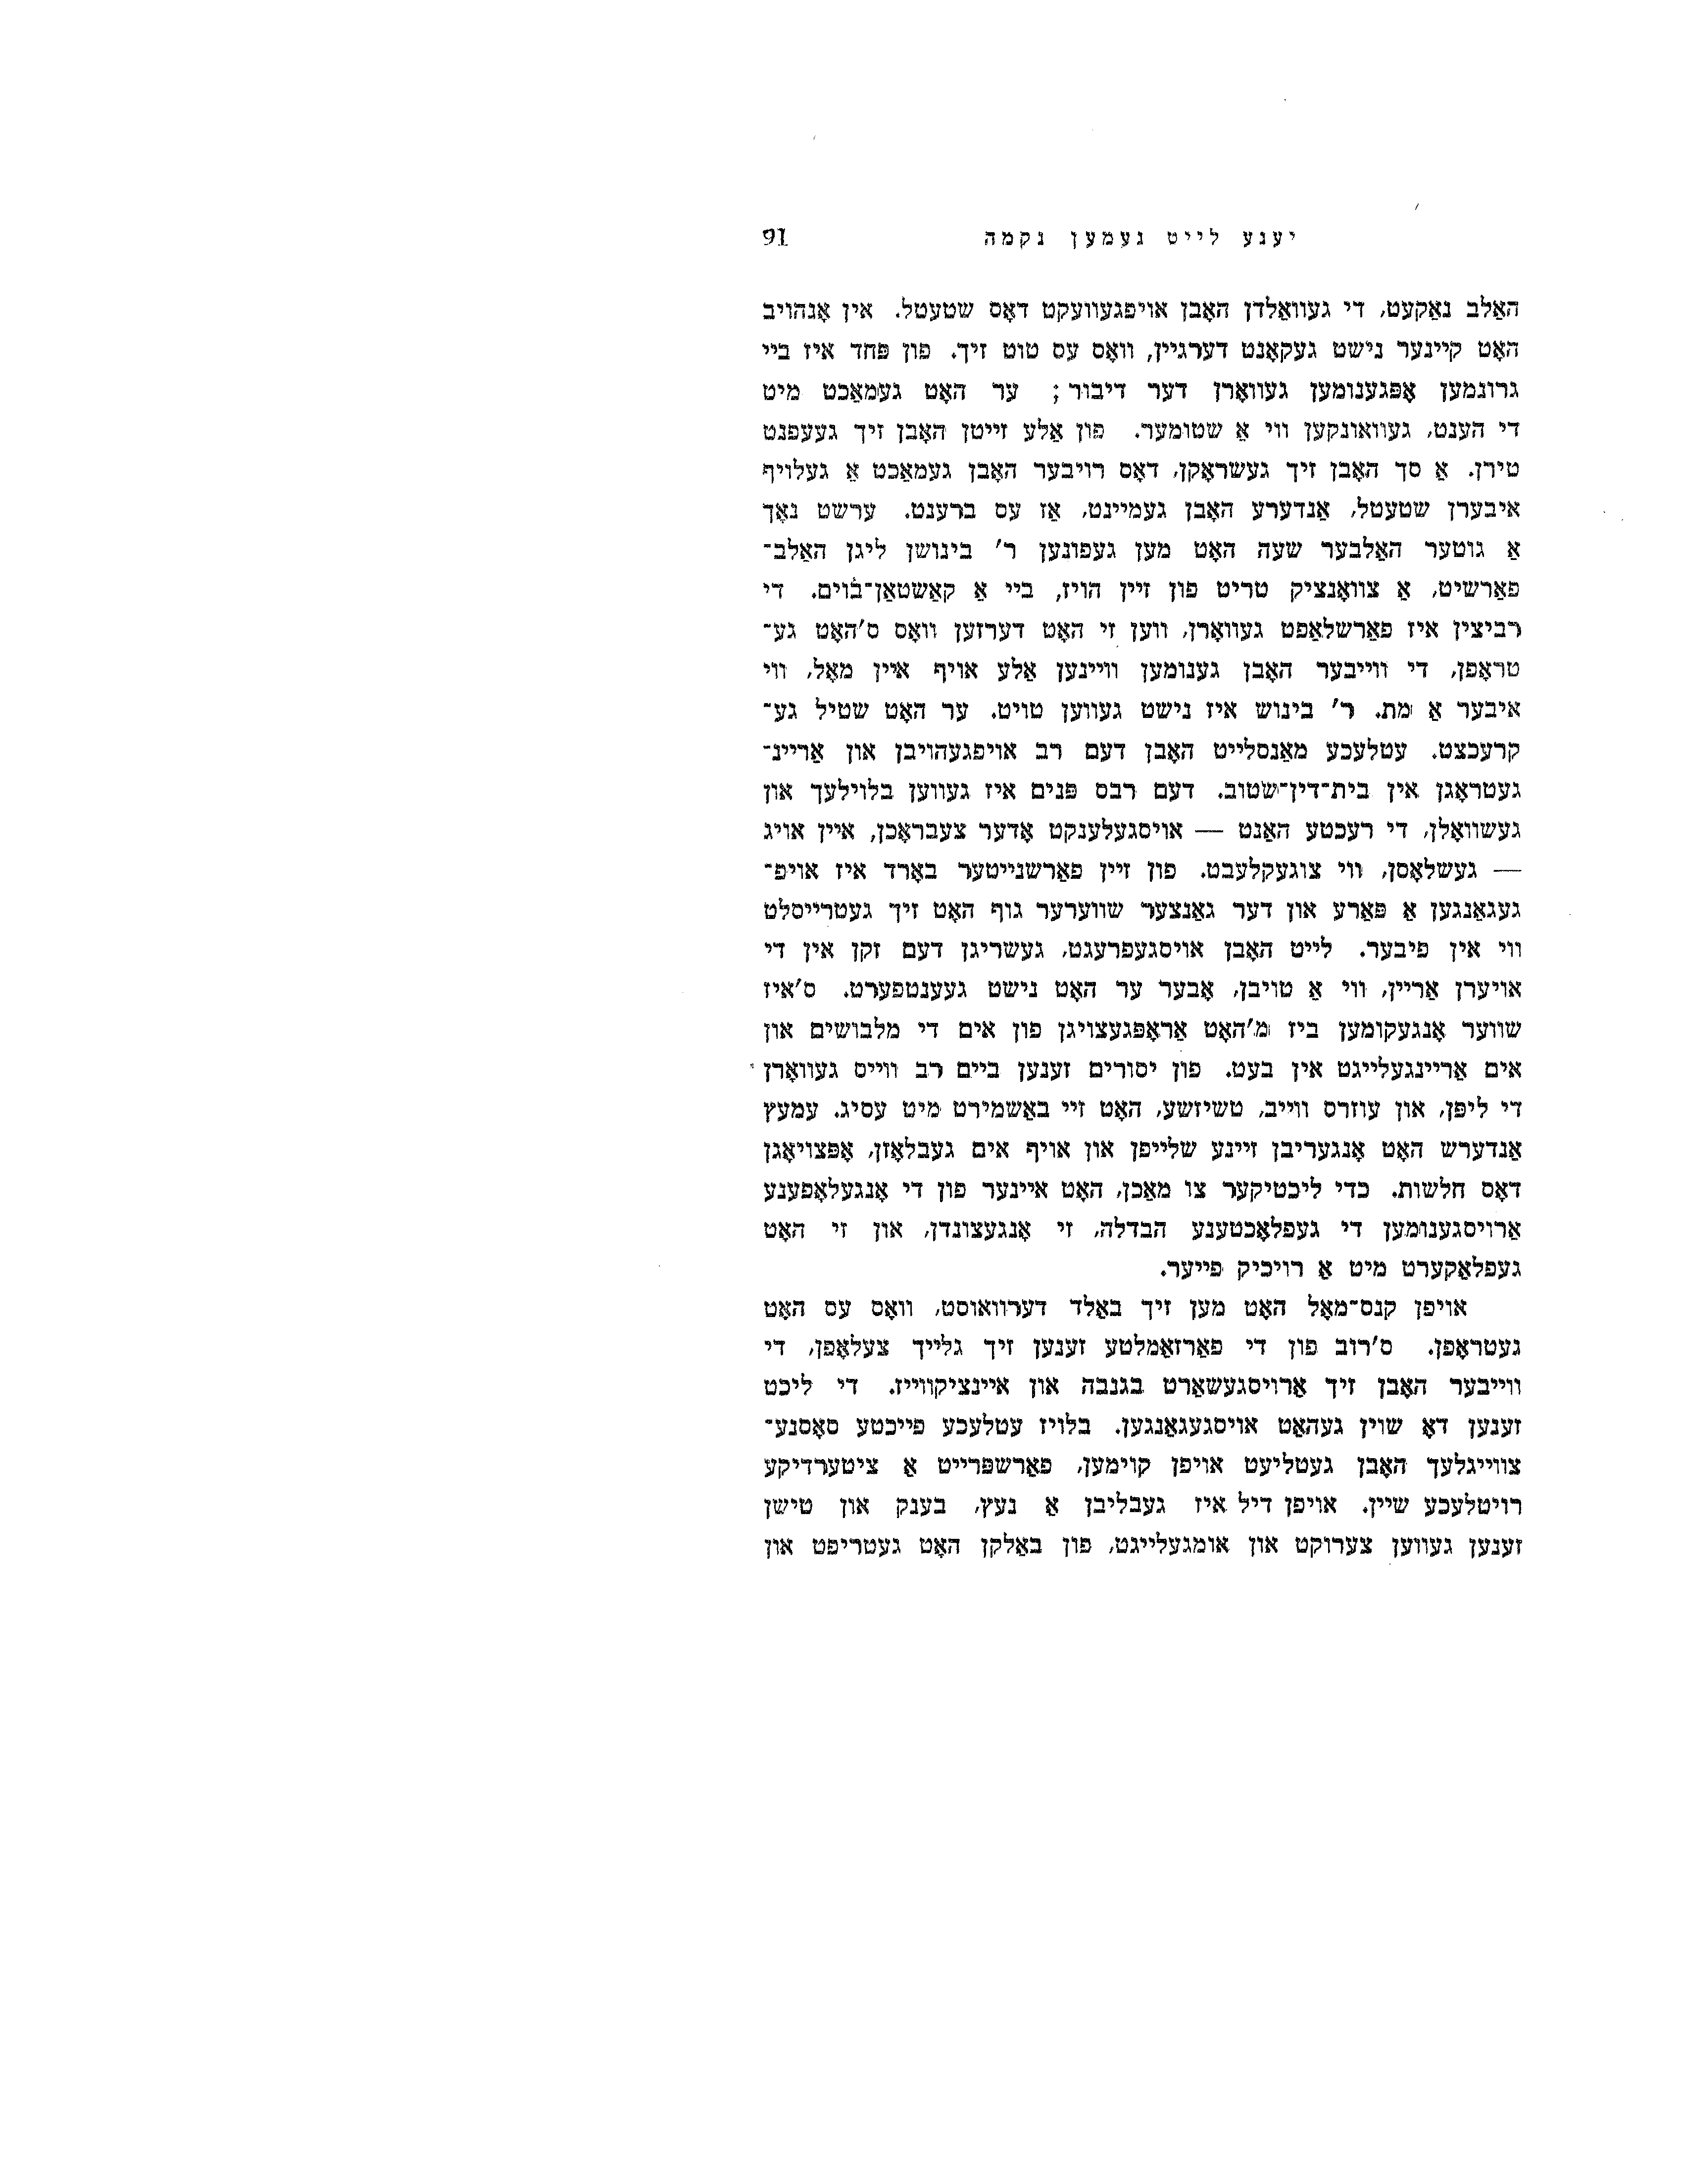 יענע לייט נעמען נקמה 91
האַלב נאַקעט, די געוואַלדן האָבן אויפגעוועקט דאָס שטעטל. אין אָנהויב
האָט קיינער נישט געקאָנט דערגיין, וואָס עס טוט זיך. פון פּחד איז ביי
גרונמען אָפּגענומען געוואָרן דער דיבור; ער האָט געמאַכט מיט
די הענט, געוואונקען ווי אַ שטומער. פון אַלע זייטן האָבן זיך געעפנט
טירן. אַ סך האָבן זיך געשראָקן, דאָס רויבער האָבן געמאַכט אַ געלויף
איבערן שטעטל, אַנדערע האָבן געמיינט, אַז עס ברענט. ערשט נאָך
אַ גוטער האַלבער שעה האָט מען געפונען ר' בינושן ליגן האַלב־
פאַרשיט, אַ צוואָנציק טריט פון זיין הויז, ביי אַ קאַשטאַן־בוים. די
רביצין איז פאַרשלאַפט געוואָרן, ווען זי האָט דערזען וואָס ס'האָט גע־
טראָפן, די ווייבער האָבן גענומען וויינען אַלע אויף איין מאָל, ווי
איבער אַ מת. ר' בינוש איז נישט געווען טויט. ער האָט שטיל גע־
קרעכצט. עטלעכע מאַנסלייט האָבן דעם רב אויפגעהויבן און אַריינ־
געטראָגן אין בית־דין־שטוב. דעם רבס פּנים איז געווען בלוילעך און
געשוואָלן, די רעכטע האַנט — אויסגעלענקט אָדער צעבראָכן, איין אויג
— געשלאָסן, ווי צוגעקלעבט. פון זיין פאַרשנייטער באָרד איז אויפ־
געגאַנגען אַ פּאַרע און דער גאַנצער שווערער גוף האָט זיך געטרייסלט
ווי אין פיבער. לייט האָבן אויסגעפרעגט, געשריגן דעם זקן אין די
אויערן אַריין, ווי אַ טויבן, אָבער ער האָט נישט געענטפערט. ס'איז
שווער אָנגעקומען ביז מ'האָט אַראָפּגעצויגן פון אים די מלבושים און
אים אַריינגעלייגט אין בעט. פון יסורים זענען ביים רב ווייס געוואָרן
די ליפּן, און עוזרס ווייב, טשיזשע, האָט זיי באַשמירט מיט עסיג. עמעץ
אַנדערש האָט אָנגעריבן זיינע שלייפן און אויף אים געבלאָזן, אָפּצויאָגן
דאָס חלשות. כדי ליכטיקער צו מאַכן, האָט איינער פון די אָנגעלאָפענע
אַרויסגענומען די געפלאָכטענע הבדלה, זי אָנגעצונדן, און זי האָט
געפלאַקערט מיט אַ רויכיק פייער.
אויפן קנס־מאָל האָט מען זיך באַלד דערוואוסט, וואָס עס האָט
געטראָפן. ס'רוב פון די פאַרזאַמלטע זענען זיך גלייך צעלאָפן, די
ווייבער האָבן זיך אַרויסגעשאַרט בגנבה און איינציקווייז. די ליכט
זענען דאָ שוין געהאַט אויסגעגאַנגען. בלויז עטלעכע פייכטע סאָסנע־
צווייגלעך האָבן געטליעט אויפן קוימען, פאַרשפּרייט אַ ציטערדיקע
רויטלעכע שיין. אויפן דיל איז געבליבן אַ נעץ, בענק און טישן
זענען געווען צערוקט און אומגעלייגט, פון באַלקן האָט געטריפט און